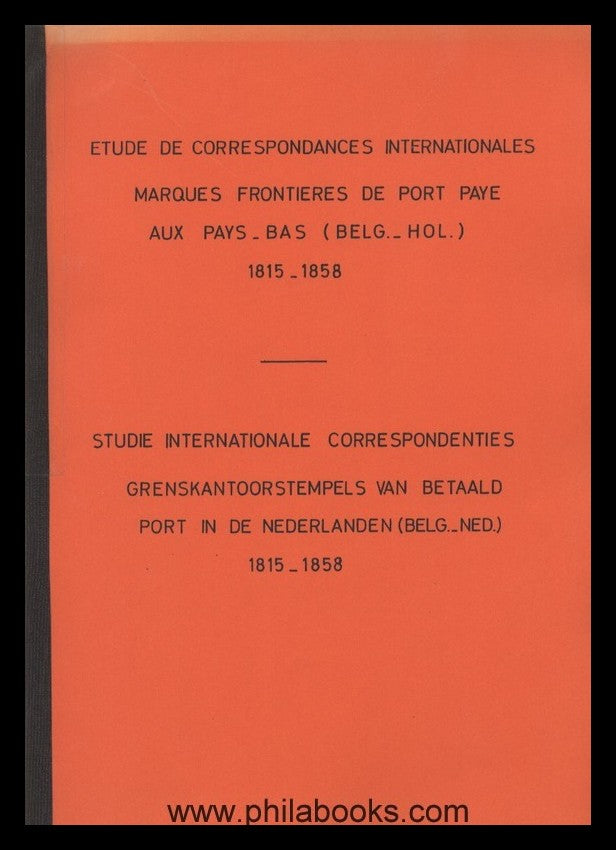 ETUDE DE CORRESPONDANCES INTERNATIONALES
MARQUES FRONTIERES DE PORT PAYE
AUX PAYS_BAS (BELG._HOL.)
1815_1858
STUDIE INTERNATIONALE CORRESPONDENTIES
GRENSKANTOORSTEMPELS VAN BETAALD
PORT IN DE NEDERLANDEN (BELG._NED.)
1815_1858
www.philabooks.com